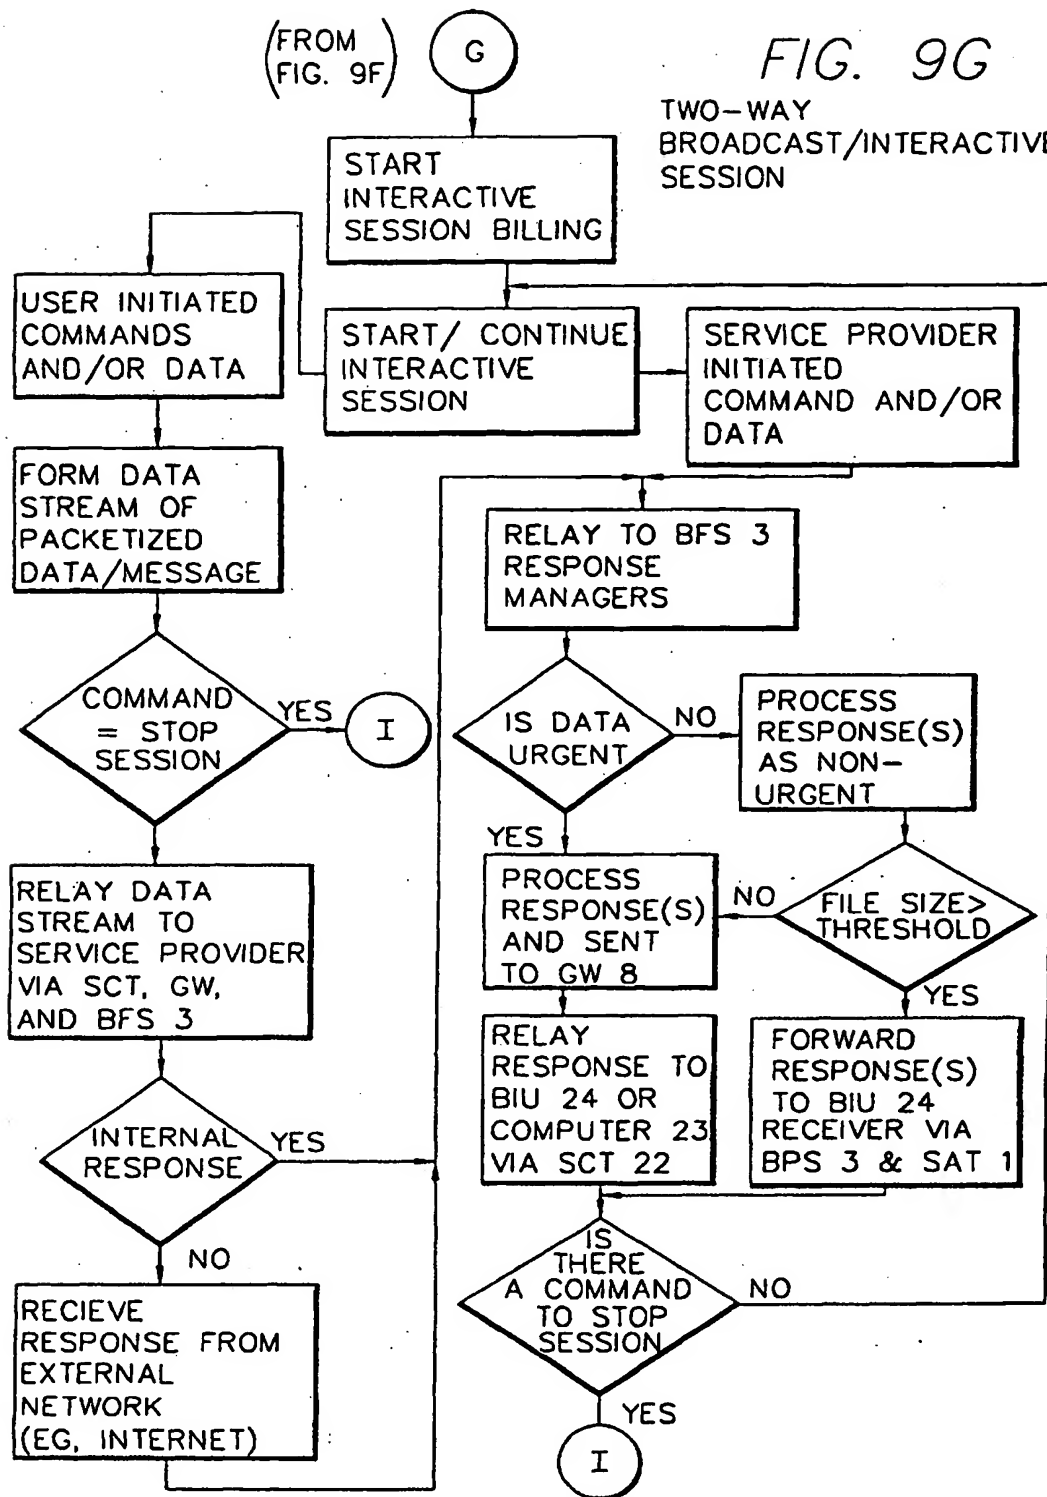 (FROM
FIG. 9F)
G
FIG. 9G
TWO-WAY
BROADCAST/INTERACTIVE
SESSION
START
INTERACTIVE
SESSION BILLING
USER INITIATED
COMMANDS
AND/OR DATA
START/ CONTINUE
INTERACTIVE
SESSION
SERVICE PROVIDER
INITIATED
COMMAND AND/OR
DATA
FORM DATA
STREAM OF
PACKETIZED
DATA/MESSAGE
COMMAND
= STOP
SESSION
YES
I
RELAY DATA
STREAM TO
SERVICE PROVIDER
VIA SCT, GW,
AND BFS 3
INTERNAL
RESPONSE
YES
NO
RECIEVE
RESPONSE FROM
EXTERNAL
NETWORK
(EG, INTERNET)
RELAY TO BFS 3
RESPONSE
MANAGERS
IS DATA
URGENT
NO
PROCESS
RESPONSE(S)
AS NON-
URGENT
YES
PROCESS
RESPONSE(S)
AND SENT
TO GW 8
NO
FILE SIZE>
THRESHOLD
YES
RELAY
RESPONSE TO
BIU 24 OR
COMPUTER 23
VIA SCT 22
FORWARD
RESPONSE(S)
TO BIU 24
RECEIVER VIA
BPS 3 & SAT 1
IS
THERE
A COMMAND
TO STOP
SESSION
NO
YES
I